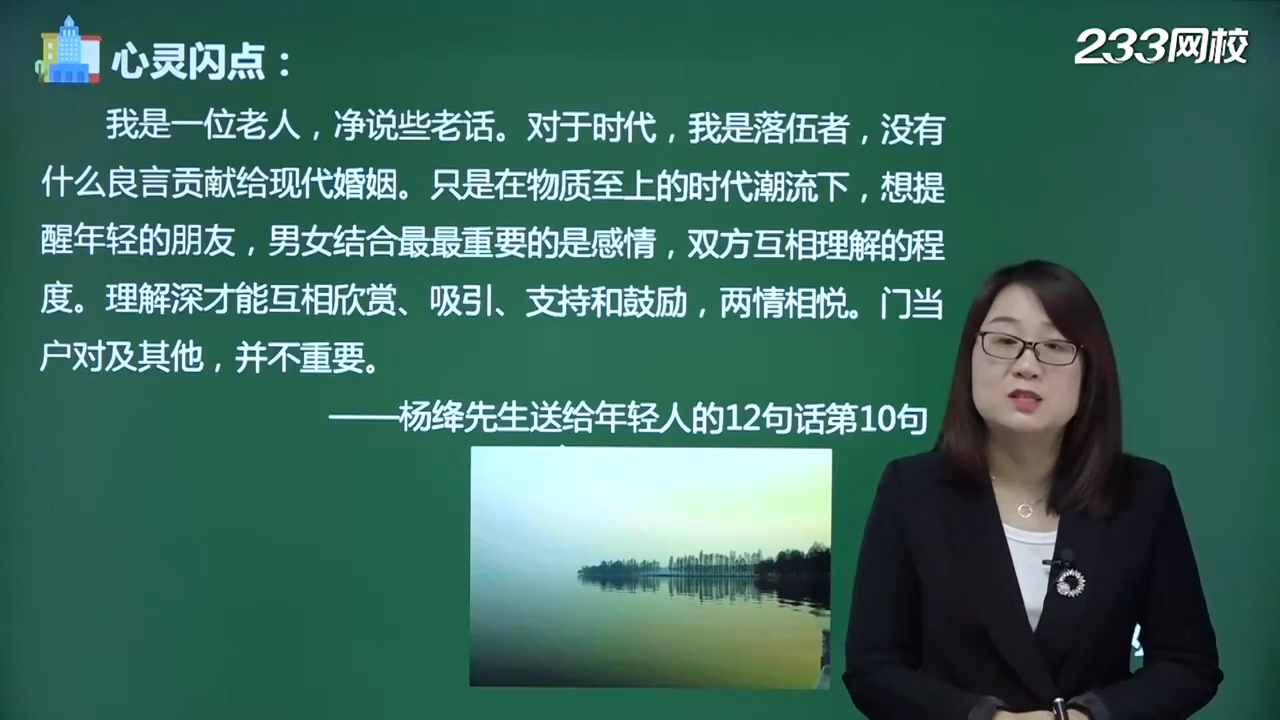 233网校
心灵闪点：
我是一位老人，净说些老话。对于时代，我是落伍者，没有
什么良言贡献给现代婚姻。只是在物质至上的时代潮流下，想提
醒年轻的朋友，男女结合最最重要的是感情，双方互相理解的程
度。理解深才能互相欣赏、吸引、支持和鼓励，两情相悦。门当
户对及其他，并不重要。
——杨绛先生送给年轻人的12句话第10句